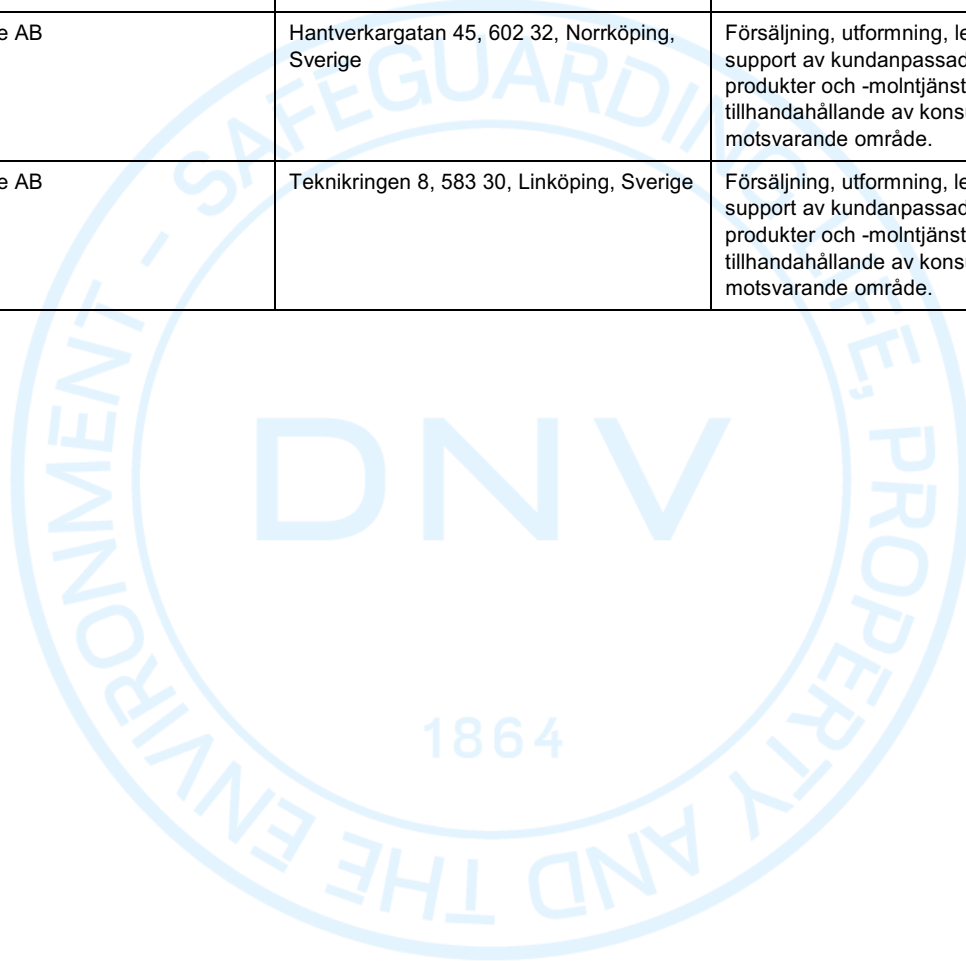 e AB
Hantverkargatan 45, 602 32, Norrköping,
Sverige
Försäljning, utformning, le
support av kundanpassad
produkter och -molntjänst
tillhandahållande av kons
motsvarande område.
e AB
Teknikringen 8, 583 30, Linköping, Sverige
Försäljning, utformning, le
support av kundanpassad
produkter och -molntjänst
tillhandahållande av kons
motsvarande område.
SAFEGUARDING LIFE, PROPERTY AND THE ENVIRONMENT -
DNV
1864